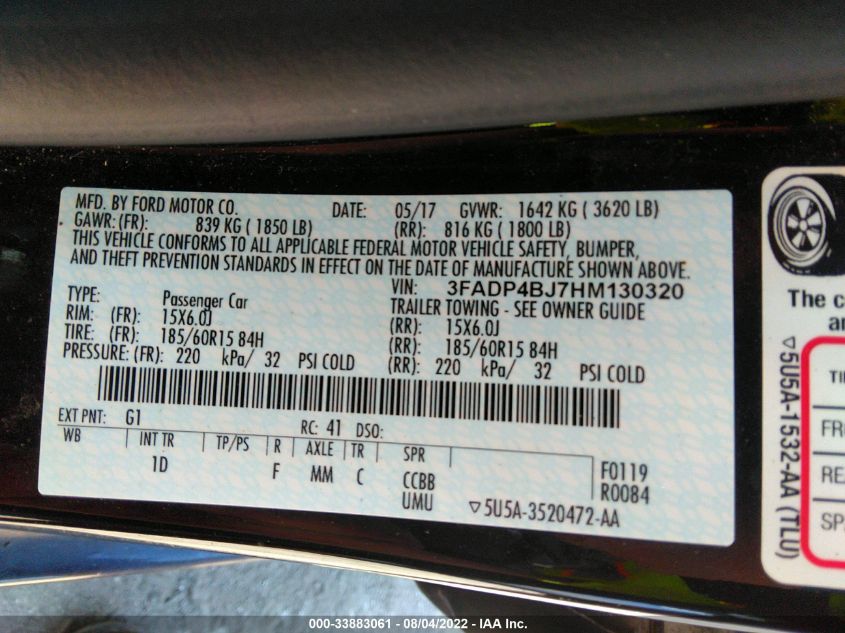 MFD. BY FORD MOTOR CO. DATE: 05/17 GVWR: 1642 KG ( 3620 LB)
GAWR: (FR): 839 KG ( 1850 LB) (RR): 816 KG ( 1800 LB)
THIS VEHICLE CONFORMS TO ALL APPLICABLE FEDERAL MOTOR VEHICLE SAFETY, BUMPER,
AND THEFT PREVENTION STANDARDS IN EFFECT ON THE DATE OF MANUFACTURE SHOWN ABOVE.
VIN: 3FADP4BJ7HM130320
TYPE: Passenger Car TRAILER TOWING - SEE OWNER GUIDE
RIM: (FR): 15X6.0J (RR): 15X6.0J
TIRE: (FR): 185/60R15 84H (RR): 185/60R15 84H
PRESSURE: (FR): 220 kPa/ 32 PSI COLD (RR): 220 kPa/ 32 PSI COLD
EXT PNT: G1 RC: 41 DSO:
WB INT TR TP/PS R AXLE TR SPR
1D F MM C CCBB F0119
UMU R0084
▽5U5A-3520472-AA
The c
an
▽5U5A-1532-AA (TLU)
TI
FR
RE
SP
000-33883061 - 08/04/2022 - IAA Inc.